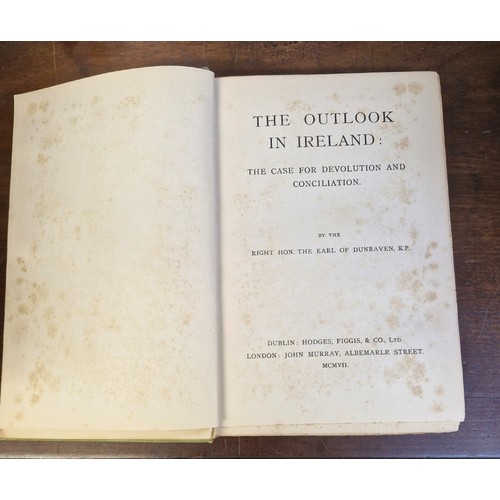 THE OUTLOOK
IN IRELAND:
THE CASE FOR DEVOLUTION AND
CONCILIATION.
BY THE
RIGHT HON. THE EARL OF DUNRAVEN, K.P.
DUBLIN: HODGES, FIGGIS, & CO., LTD.
LONDON: JOHN MURRAY, ALBEMARLE STREET.
MCMVII.